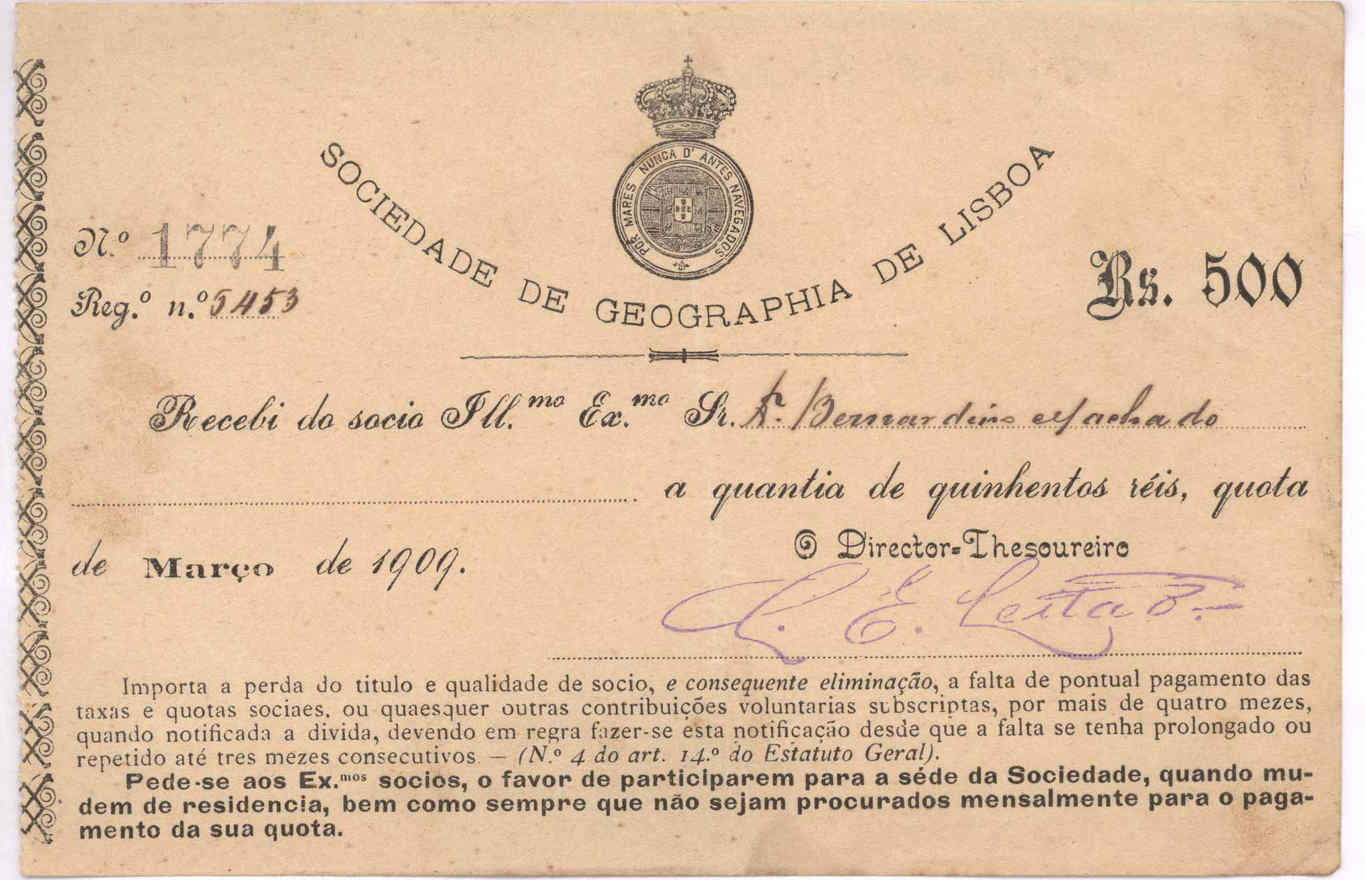 POR MARES NUNCA D' ANTES NAVEGADOS
SOCIEDADE DE GEOGRAPHIA DE LISBOA
N.º 1774
Reg.º n.º 5453
Rs. 500
Recebi do socio Ill.mo Ex.mo Sr. Dr. Bernardino Machado
a quantia de quinhentos réis, quota
de Março de 1909.
O Director-Thesoureiro
L. E. Leitão
Importa a perda do titulo e qualidade de socio, e consequente eliminação, a falta de pontual pagamento das
taxas e quotas sociaes, ou quaesquer outras contribuições voluntarias subscriptas, por mais de quatro mezes,
quando notificada a divida, devendo em regra fazer-se esta notificação desde que a falta se tenha prolongado ou
repetido até tres mezes consecutivos — (N.º 4 do art. 14.º do Estatuto Geral).
Pede-se aos Ex.mos socios, o favor de participarem para a séde da Sociedade, quando mu-
dem de residencia, bem como sempre que não sejam procurados mensalmente para o paga-
mento da sua quota.